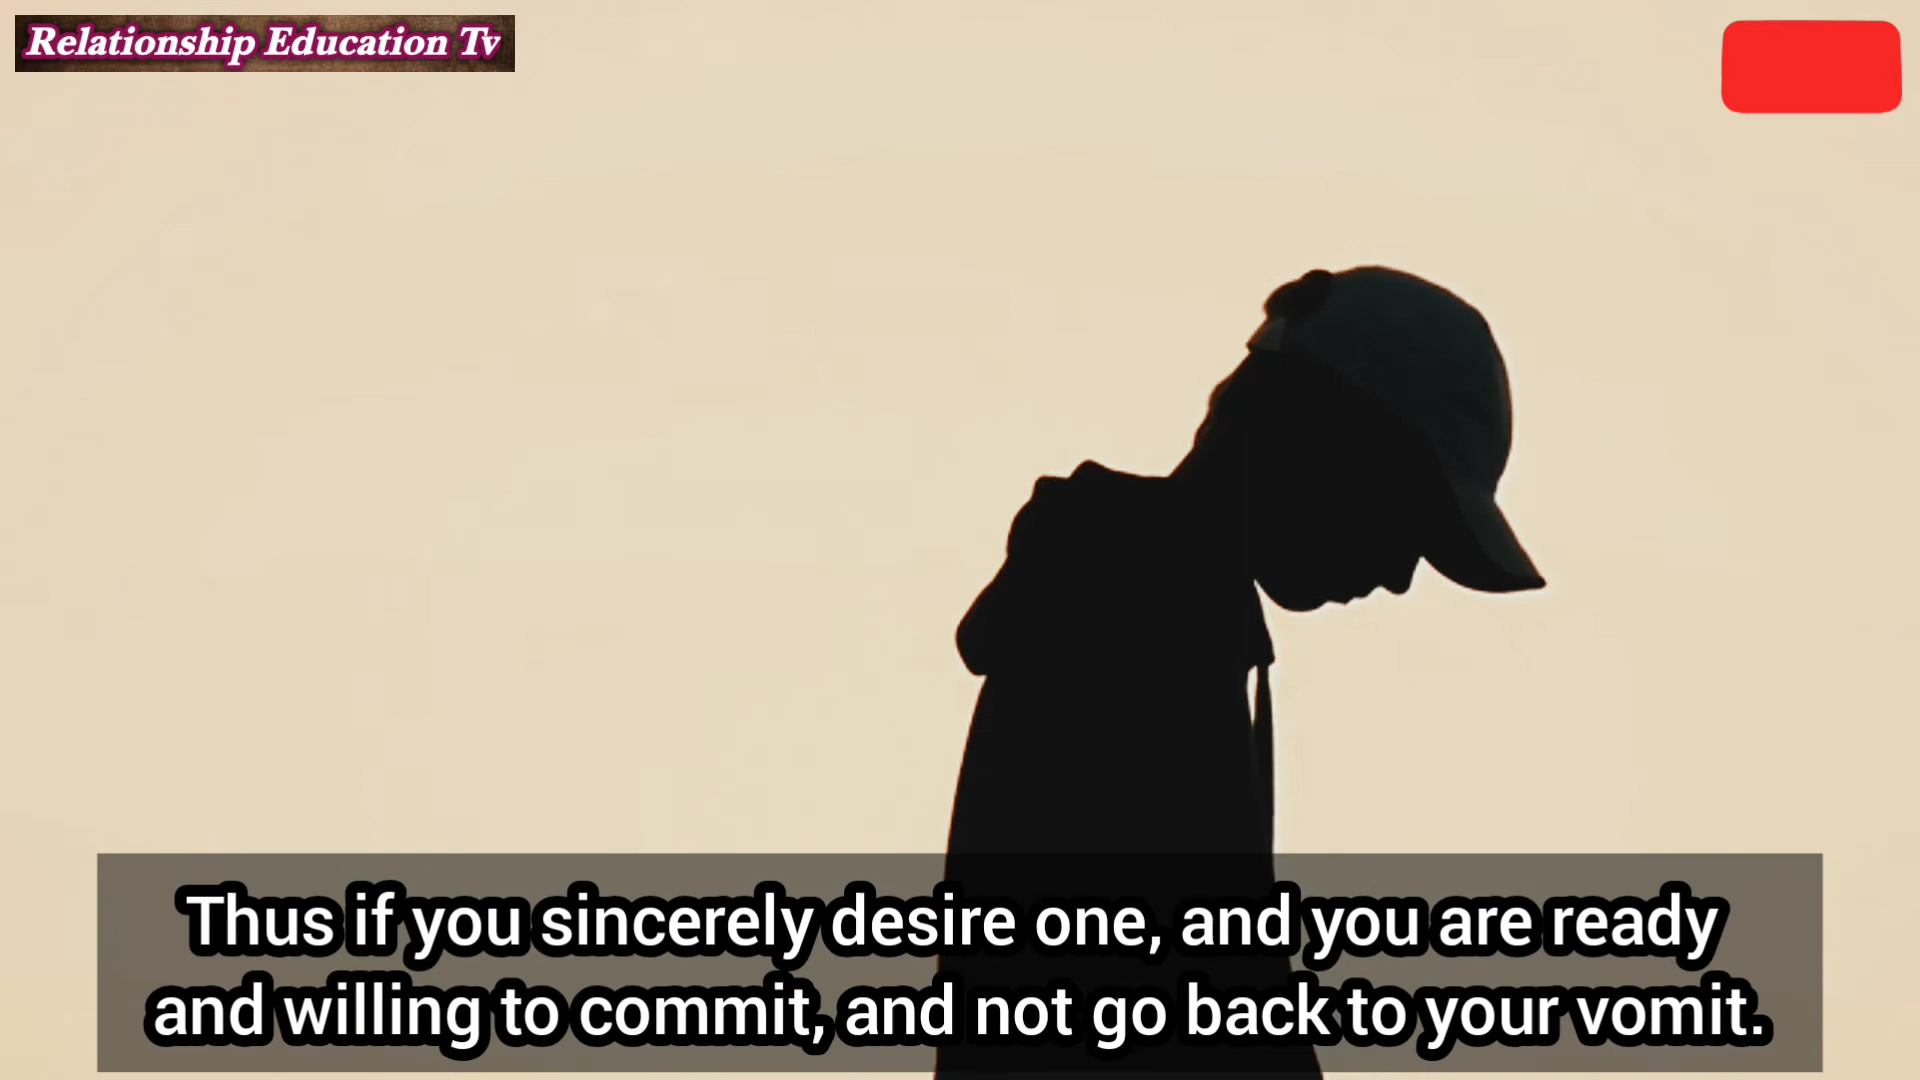 Relationship Education Tv
Thus if you sincerely desire one, and you are ready
and willing to commit, and not go back to your vomit.